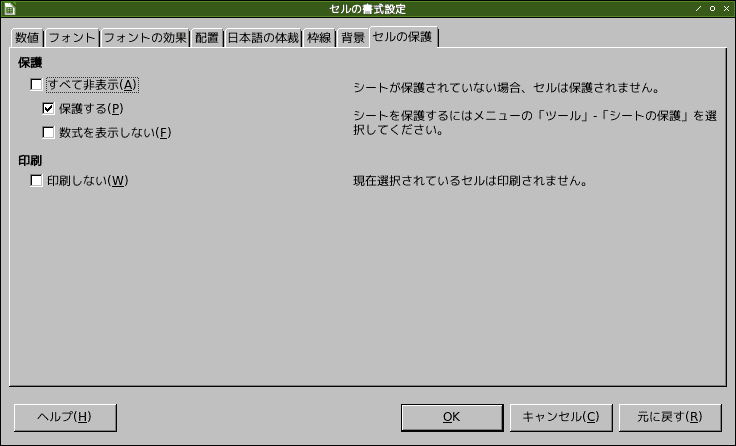 セルの書式設定
数値 フォント フォントの効果 配置 日本語の体裁 枠線 背景 セルの保護
保護
すべて非表示(A)
シートが保護されていない場合、セルは保護されません。
保護する(P)
シートを保護するにはメニューの「ツール」-「シートの保護」を選
択してください。
数式を表示しない(F)
印刷
印刷しない(W)
現在選択されているセルは印刷されません。
ヘルプ(H) OK キャンセル(C) 元に戻す(R)